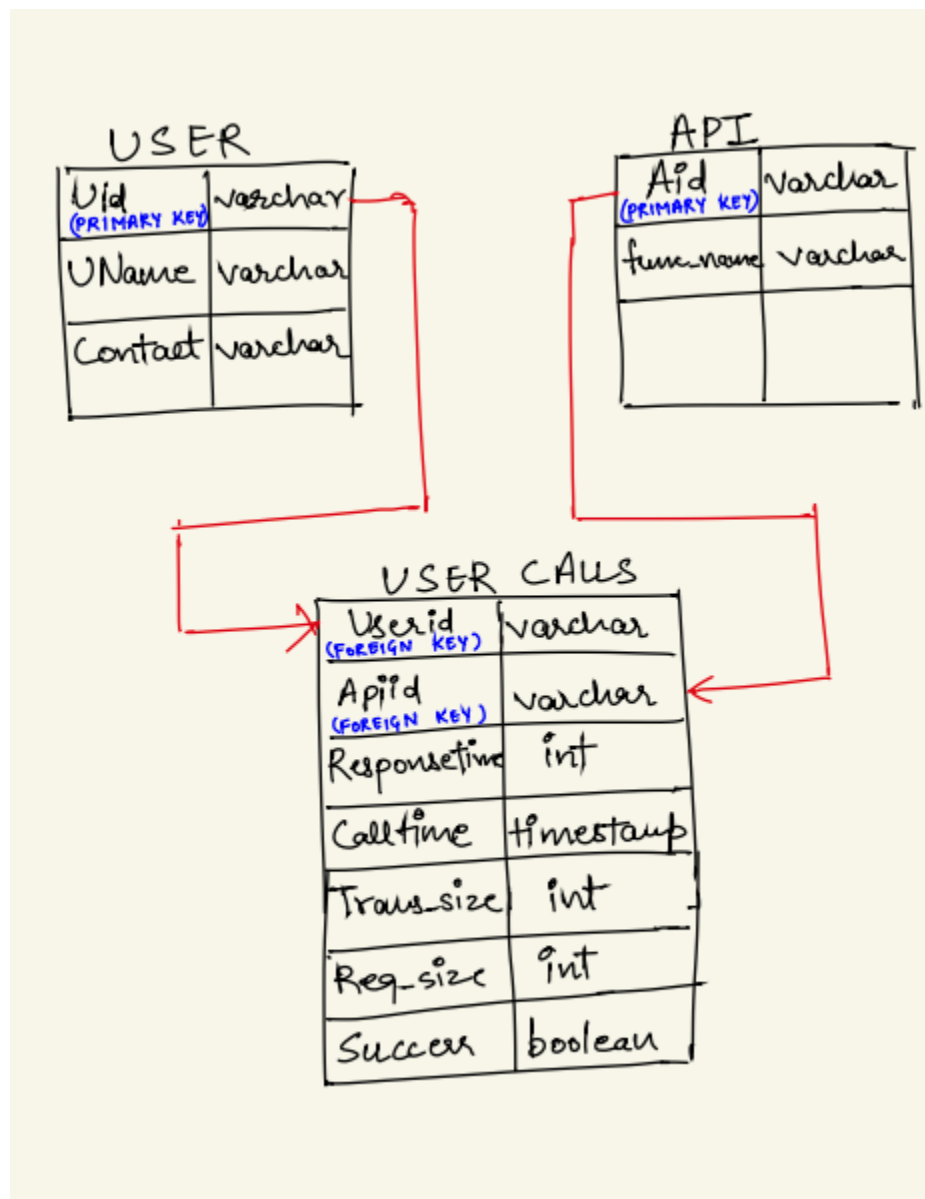 USER
Uid varchar
(PRIMARY KEY)
UName varchar
Contact varchar
API
Aid varchar
(PRIMARY KEY)
func_name varchar
USER CALLS
Userid varchar
(FOREIGN KEY)
Apiid varchar
(FOREIGN KEY)
Responsetime int
Calltime timestamp
Trans_size int
Req_size int
Success boolean